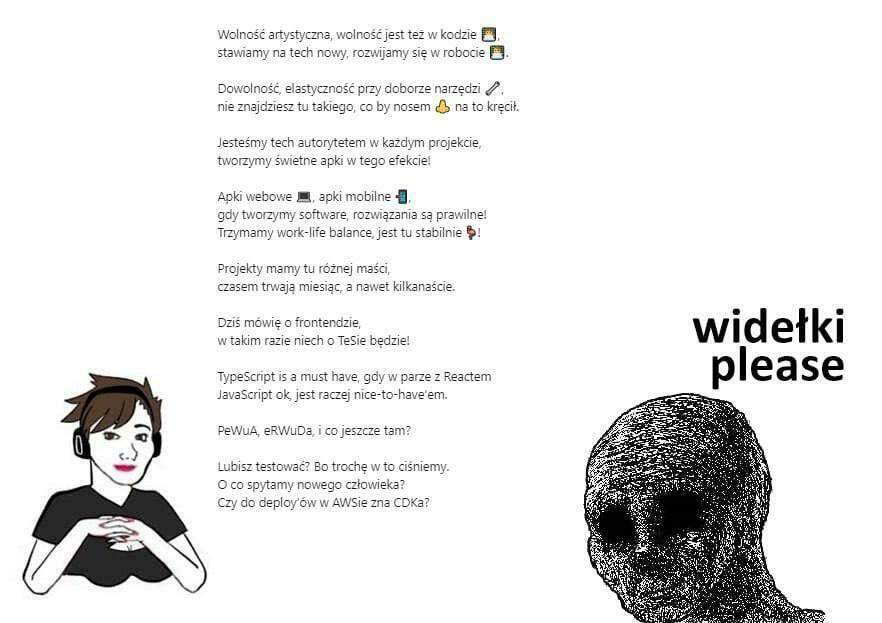 Wolność artystyczna, wolność jest też w kodzie 👨‍💻,
stawiamy na tech nowy, rozwijamy się w robocie 👨‍💻.
Dowolność, elastyczność przy doborze narzędzi 🔧,
nie znajdziesz tu takiego, co by nosem 👃 na to kręcił.
Jesteśmy tech autorytetem w każdym projekcie,
tworzymy świetne apki w tego efekcie!
Apki webowe 💻, apki mobilne 📲,
gdy tworzymy software, rozwiązania są prawilne!
Trzymamy work-life balance, jest tu stabilnie 💺!
Projekty mamy tu różnej maści,
czasem trwają miesiąc, a nawet kilkanaście.
Dziś mówię o frontendzie,
w takim razie niech o TeSie będzie!
TypeScript is a must have, gdy w parze z Reactem
JavaScript ok, jest raczej nice-to-have'em.
PeWuA, eRWuDa, i co jeszcze tam?
Lubisz testować? Bo trochę w to ciśniemy.
O co spytamy nowego człowieka?
Czy do deploy'ów w AWSie zna CDKa?
widełki
please